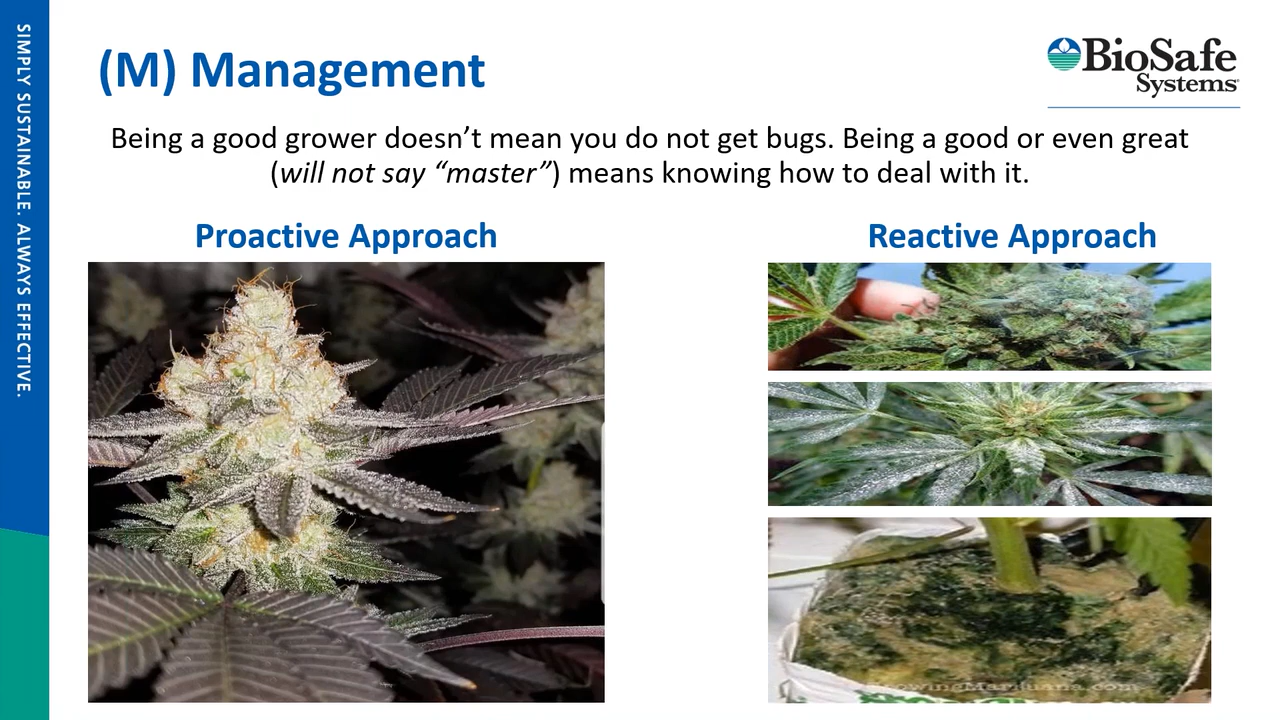 SIMPLY SUSTAINABLE. ALWAYS EFFECTIVE.
(M) Management
BioSafe
Systems
Being a good grower doesn’t mean you do not get bugs. Being a good or even great
(will not say “master”) means knowing how to deal with it.
Proactive Approach
Reactive Approach